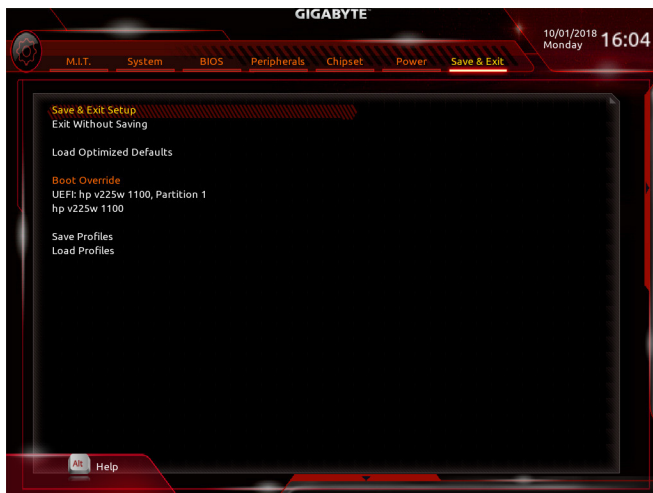 GIGABYTE™
10/01/2018
Monday
16:04
M.I.T. System BIOS Peripherals Chipset Power Save & Exit
Save & Exit Setup
Exit Without Saving
Load Optimized Defaults
Boot Override
UEFI: hp v225w 1100, Partition 1
hp v225w 1100
Save Profiles
Load Profiles
Alt Help